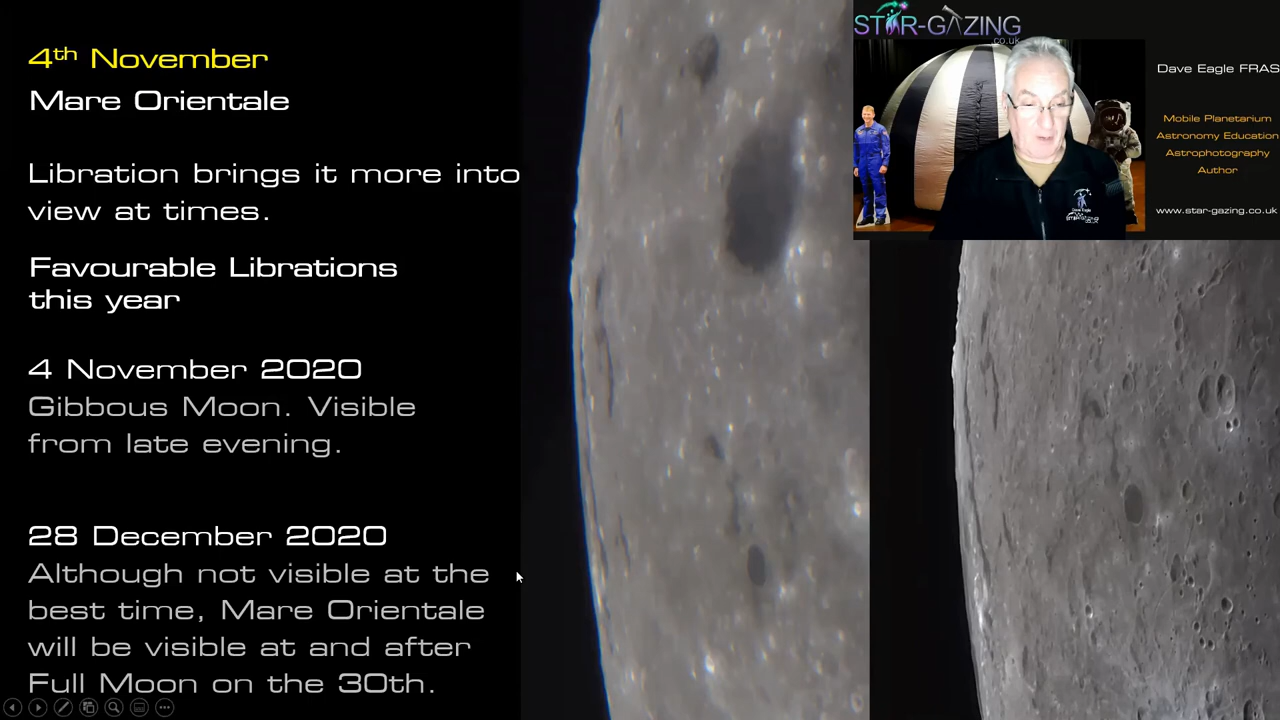 4th November
Mare Orientale
Libration brings it more into
view at times.
Favourable Librations
this year
4 November 2020
Gibbous Moon. Visible
from late evening.
28 December 2020
Although not visible at the
best time, Mare Orientale
will be visible at and after
Full Moon on the 30th.
STAR-GAZING
.co.uk
Dave Eagle FRAS
Mobile Planetarium
Astronomy Education
Astrophotography
Author
www.star-gazing.co.uk